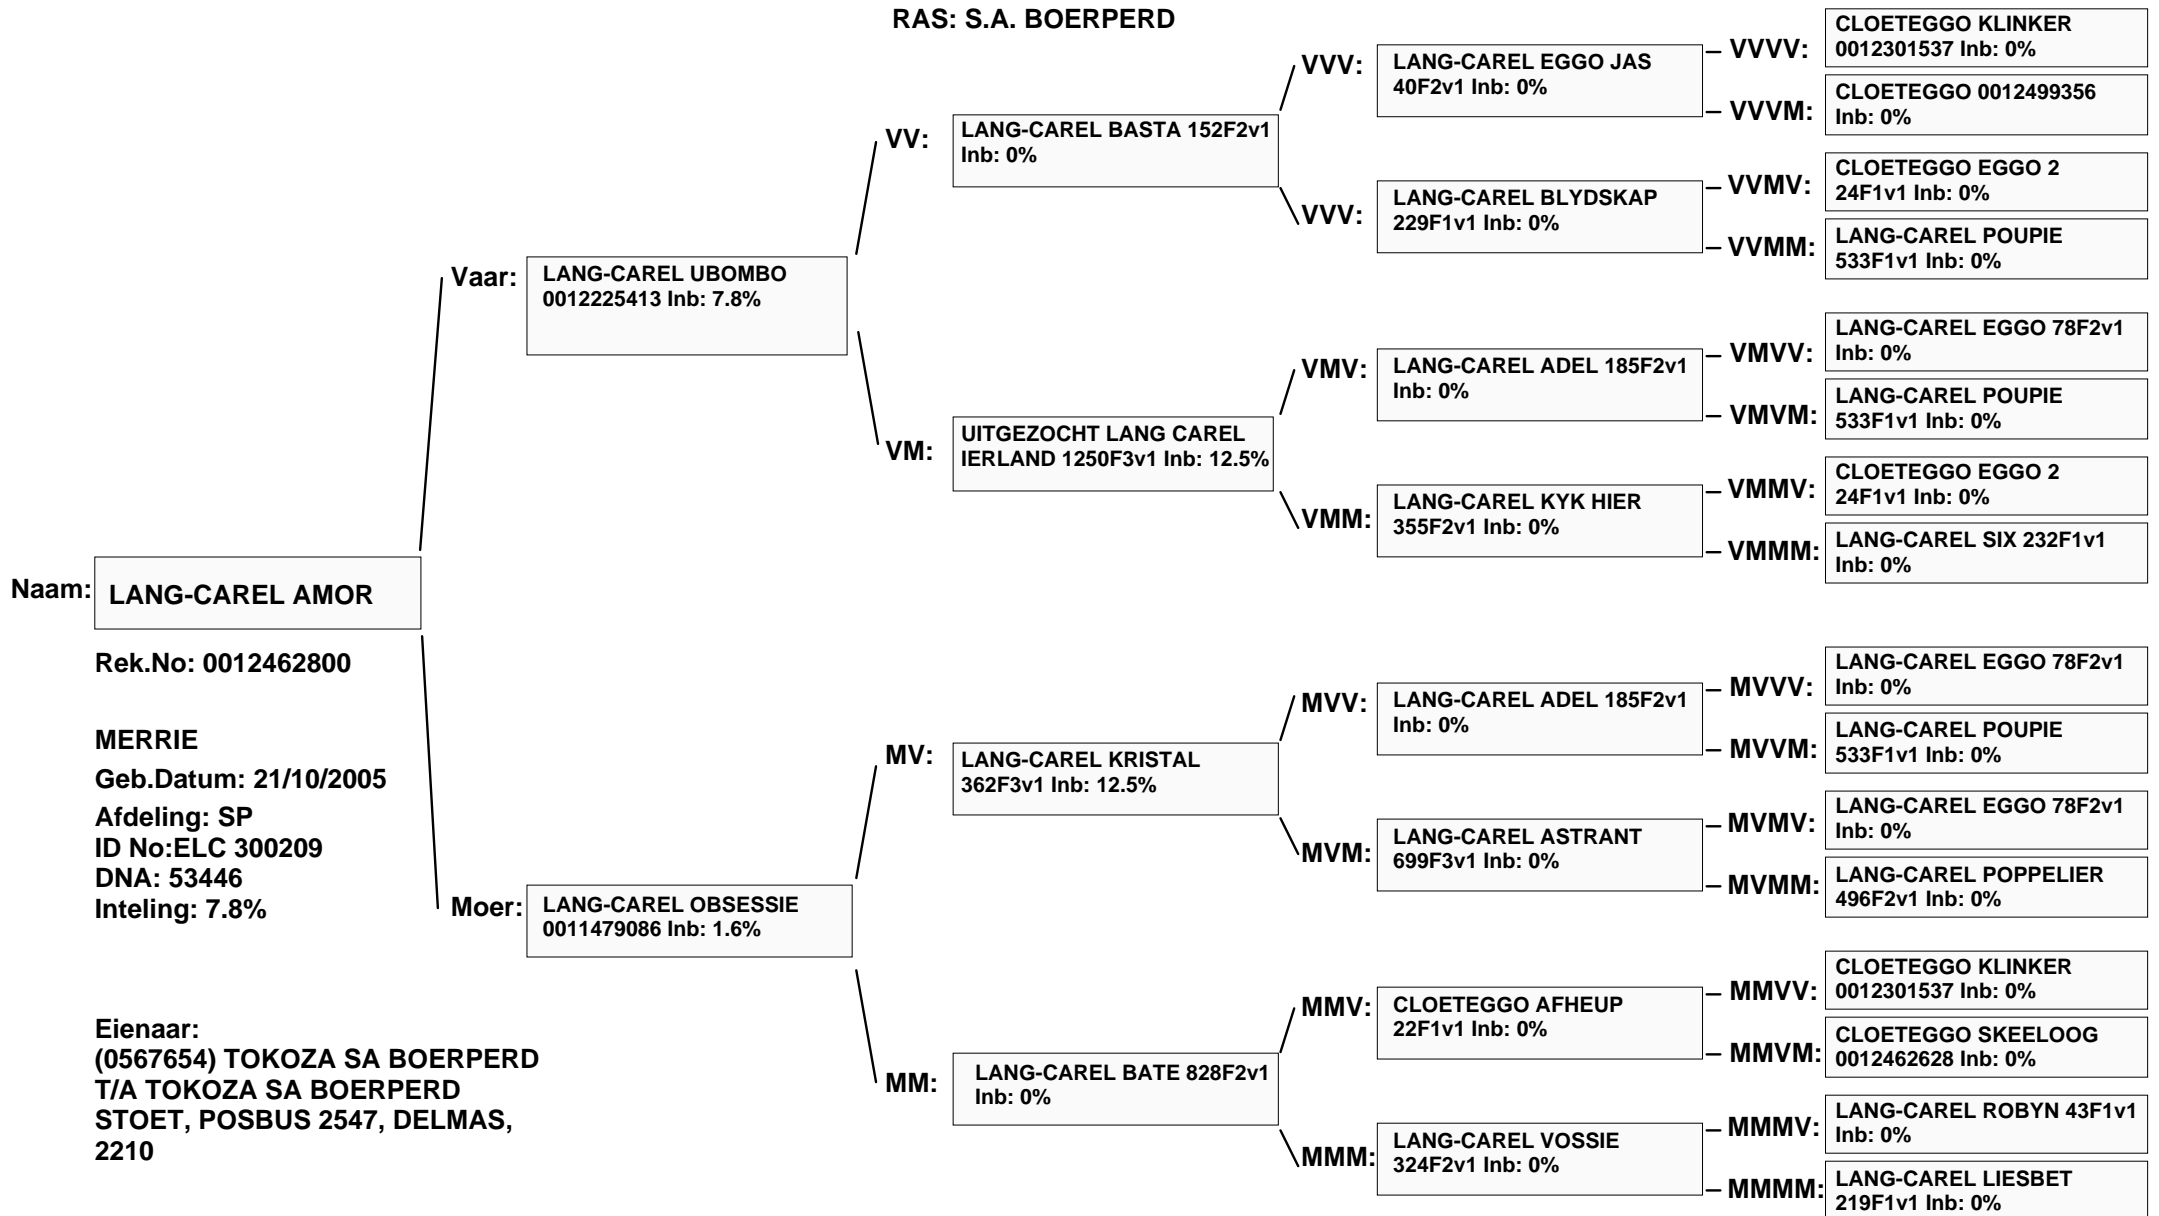 RAS: S.A. BOERPERD
Naam:
LANG-CAREL AMOR
Rek.No: 0012462800
MERRIE
Geb.Datum: 21/10/2005
Afdeling: SP
ID No:ELC 300209
DNA: 53446
Inteling: 7.8%
Eienaar:
(0567654) TOKOZA SA BOERPERD
T/A TOKOZA SA BOERPERD
STOET, POSBUS 2547, DELMAS,
2210
Vaar:
LANG-CAREL UBOMBO
0012225413 Inb: 7.8%
Moer:
LANG-CAREL OBSESSIE
0011479086 Inb: 1.6%
VV:
LANG-CAREL BASTA 152F2v1
Inb: 0%
VM:
UITGEZOCHT LANG CAREL
IERLAND 1250F3v1 Inb: 12.5%
MV:
LANG-CAREL KRISTAL
362F3v1 Inb: 12.5%
MM:
LANG-CAREL BATE 828F2v1
Inb: 0%
VVV:
LANG-CAREL EGGO JAS
40F2v1 Inb: 0%
VVV:
LANG-CAREL BLYDSKAP
229F1v1 Inb: 0%
VMV:
LANG-CAREL ADEL 185F2v1
Inb: 0%
VMM:
LANG-CAREL KYK HIER
355F2v1 Inb: 0%
MVV:
LANG-CAREL ADEL 185F2v1
Inb: 0%
MVM:
LANG-CAREL ASTRANT
699F3v1 Inb: 0%
MMV:
CLOETEGGO AFHEUP
22F1v1 Inb: 0%
MMM:
LANG-CAREL VOSSIE
324F2v1 Inb: 0%
VVVV:
CLOETEGGO KLINKER
0012301537 Inb: 0%
VVVM:
CLOETEGGO 0012499356
Inb: 0%
VVMV:
CLOETEGGO EGGO 2
24F1v1 Inb: 0%
VVMM:
LANG-CAREL POUPIE
533F1v1 Inb: 0%
VMVV:
LANG-CAREL EGGO 78F2v1
Inb: 0%
VMVM:
LANG-CAREL POUPIE
533F1v1 Inb: 0%
VMMV:
CLOETEGGO EGGO 2
24F1v1 Inb: 0%
VMMM:
LANG-CAREL SIX 232F1v1
Inb: 0%
MVVV:
LANG-CAREL EGGO 78F2v1
Inb: 0%
MVVM:
LANG-CAREL POUPIE
533F1v1 Inb: 0%
MVMV:
LANG-CAREL EGGO 78F2v1
Inb: 0%
MVMM:
LANG-CAREL POPPELIER
496F2v1 Inb: 0%
MMVV:
CLOETEGGO KLINKER
0012301537 Inb: 0%
MMVM:
CLOETEGGO SKEELOOG
0012462628 Inb: 0%
MMMV:
LANG-CAREL ROBYN 43F1v1
Inb: 0%
MMMM:
LANG-CAREL LIESBET
219F1v1 Inb: 0%